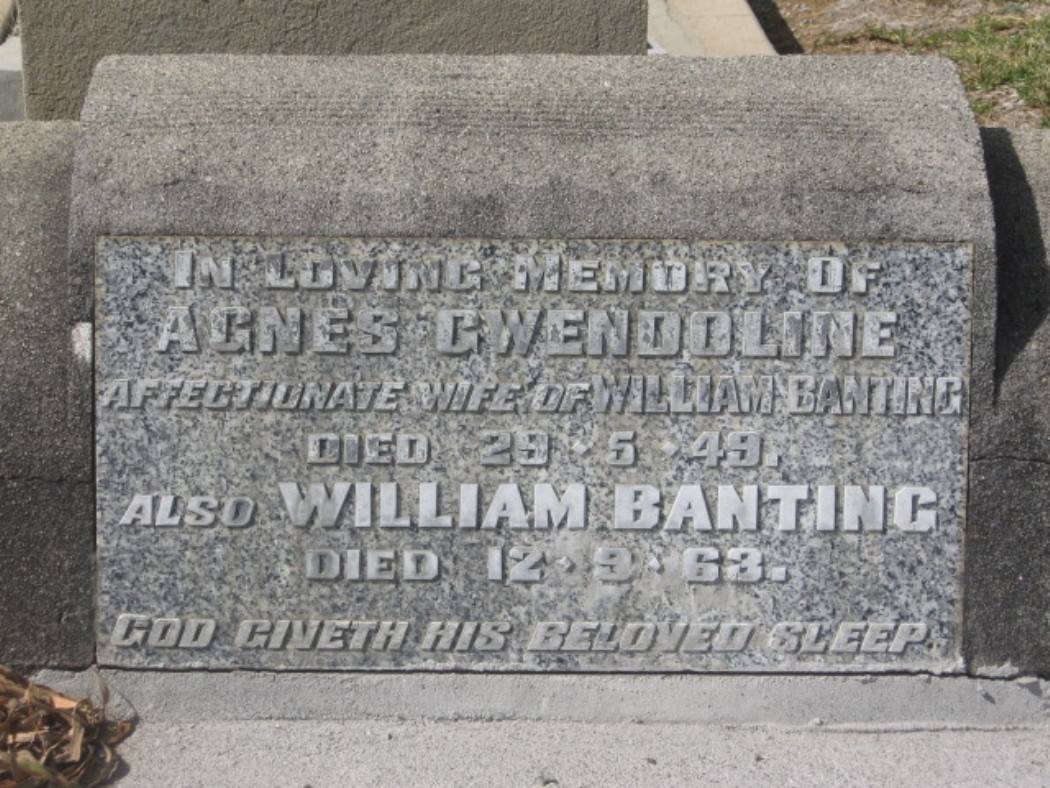 IN LOVING MEMORY OF
AGNES GWENDOLINE
AFFECTIONATE WIFE OF WILLIAM BANTING
DIED 29·5·49.
ALSO WILLIAM BANTING
DIED 12·9·63.
GOD GIVETH HIS BELOVED SLEEP.